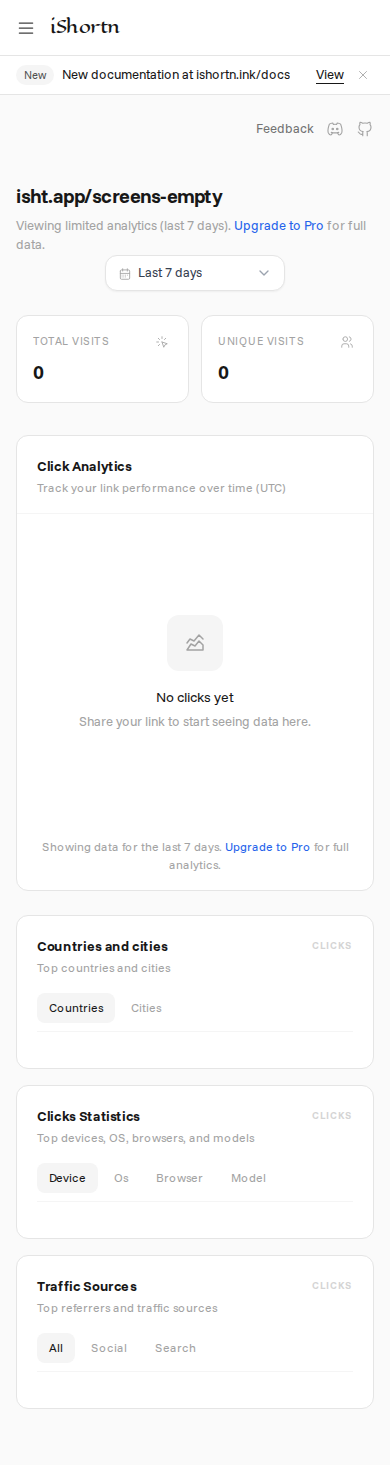 iShortn
New New documentation at ishortn.ink/docs View
Feedback
isht.app/screens-empty
Viewing limited analytics (last 7 days). Upgrade to Pro for full
data.
Last 7 days
TOTAL VISITS
0
UNIQUE VISITS
0
Click Analytics
Track your link performance over time (UTC)
No clicks yet
Share your link to start seeing data here.
Showing data for the last 7 days. Upgrade to Pro for full
analytics.
Countries and cities CLICKS
Top countries and cities
Countries Cities
Clicks Statistics CLICKS
Top devices, OS, browsers, and models
Device Os Browser Model
Traffic Sources CLICKS
Top referrers and traffic sources
All Social Search